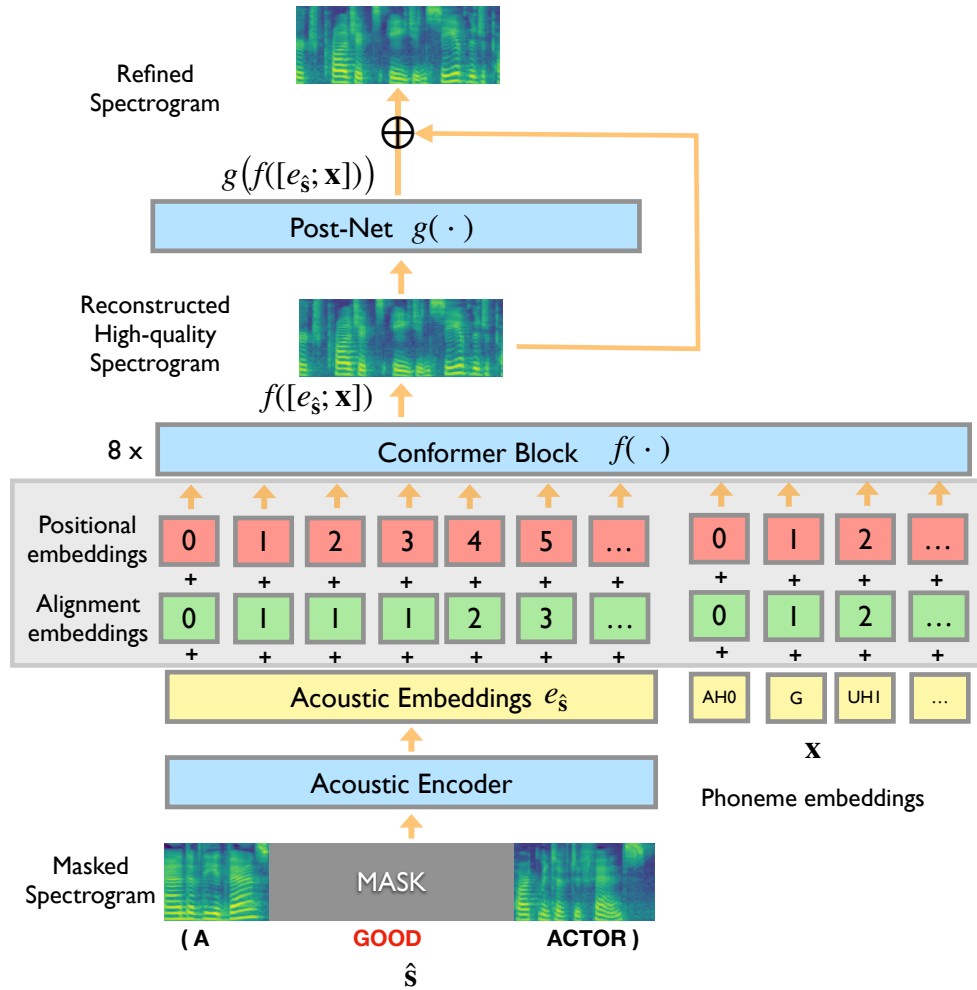 Refined
Spectrogram
⊕
g(f([e_ŝ; x]))
Post-Net g( · )
Reconstructed
High-quality
Spectrogram
f([e_ŝ; x])
8 x
Conformer Block f( · )
Positional
embeddings
0 1 2 3 4 5 ... 0 1 2 ...
+ + + + + + + + + + +
Alignment
embeddings
0 1 1 1 2 3 ... 0 1 2 ...
+ + + + + + + + + + +
Acoustic Embeddings e_ŝ
AH0 G UH1 ...
x
Acoustic Encoder
Phoneme embeddings
Masked
Spectrogram
MASK
( A GOOD ACTOR )
ŝ